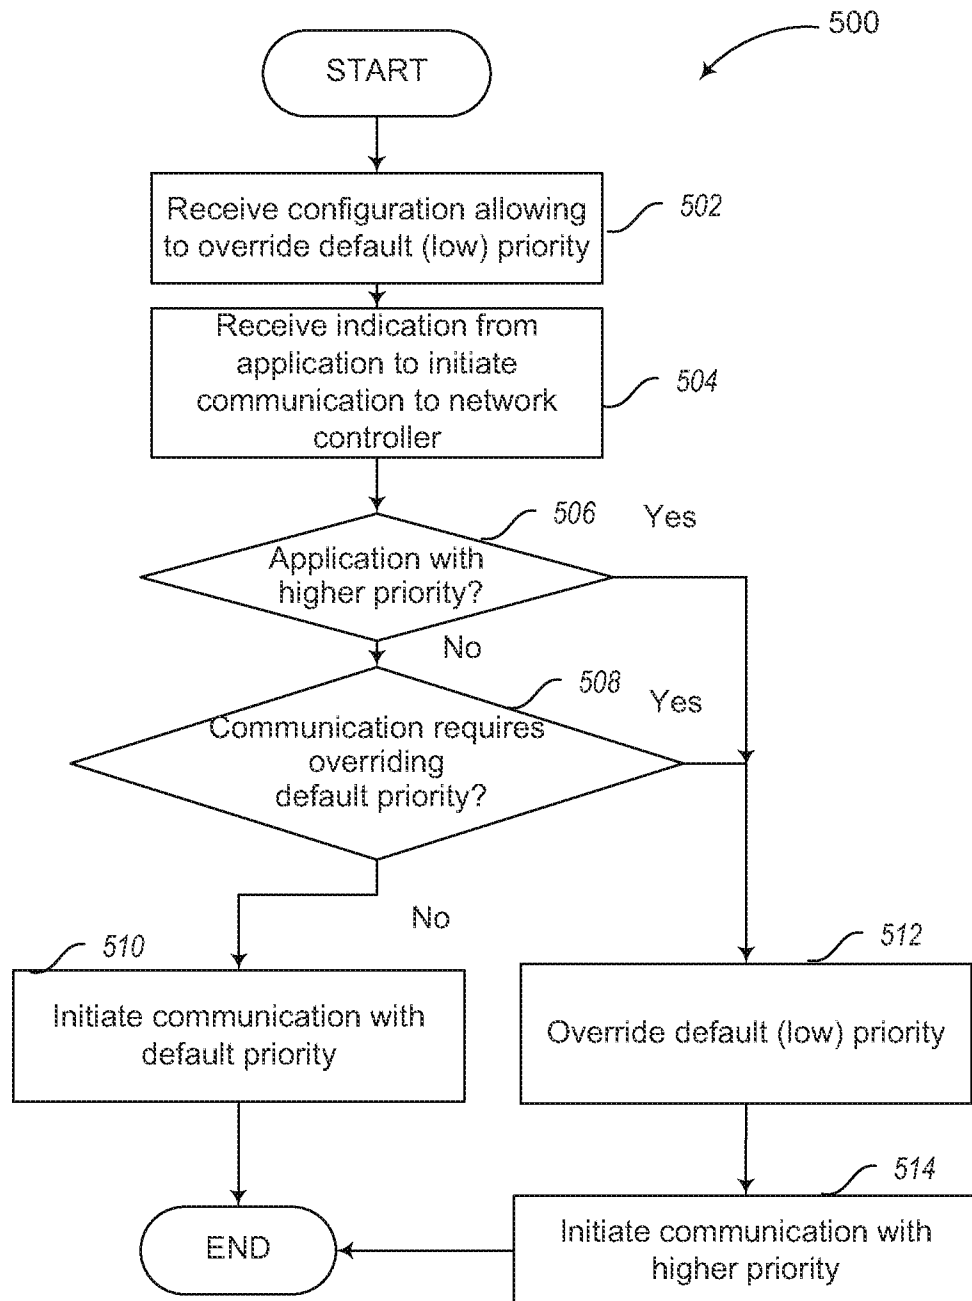 500
START
Receive configuration allowing
to override default (low) priority
502
Receive indication from
application to initiate
communication to network
controller
504
506
Yes
Application with
higher priority?
No
508
Yes
Communication requires
overriding
default priority?
No
510
512
Initiate communication with
default priority
Override default (low) priority
514
END
Initiate communication with
higher priority